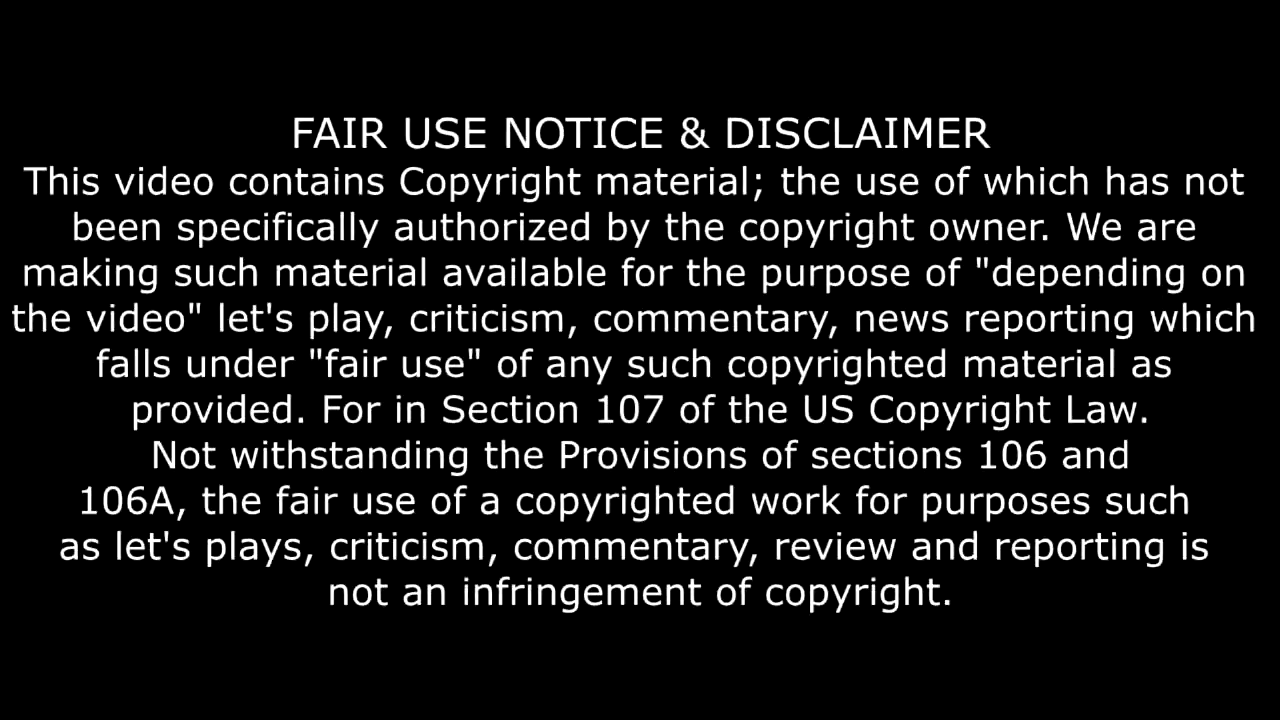 FAIR USE NOTICE & DISCLAIMER
This video contains Copyright material; the use of which has not
been specifically authorized by the copyright owner. We are
making such material available for the purpose of "depending on
the video" let's play, criticism, commentary, news reporting which
falls under "fair use" of any such copyrighted material as
provided. For in Section 107 of the US Copyright Law.
Not withstanding the Provisions of sections 106 and
106A, the fair use of a copyrighted work for purposes such
as let's plays, criticism, commentary, review and reporting is
not an infringement of copyright.